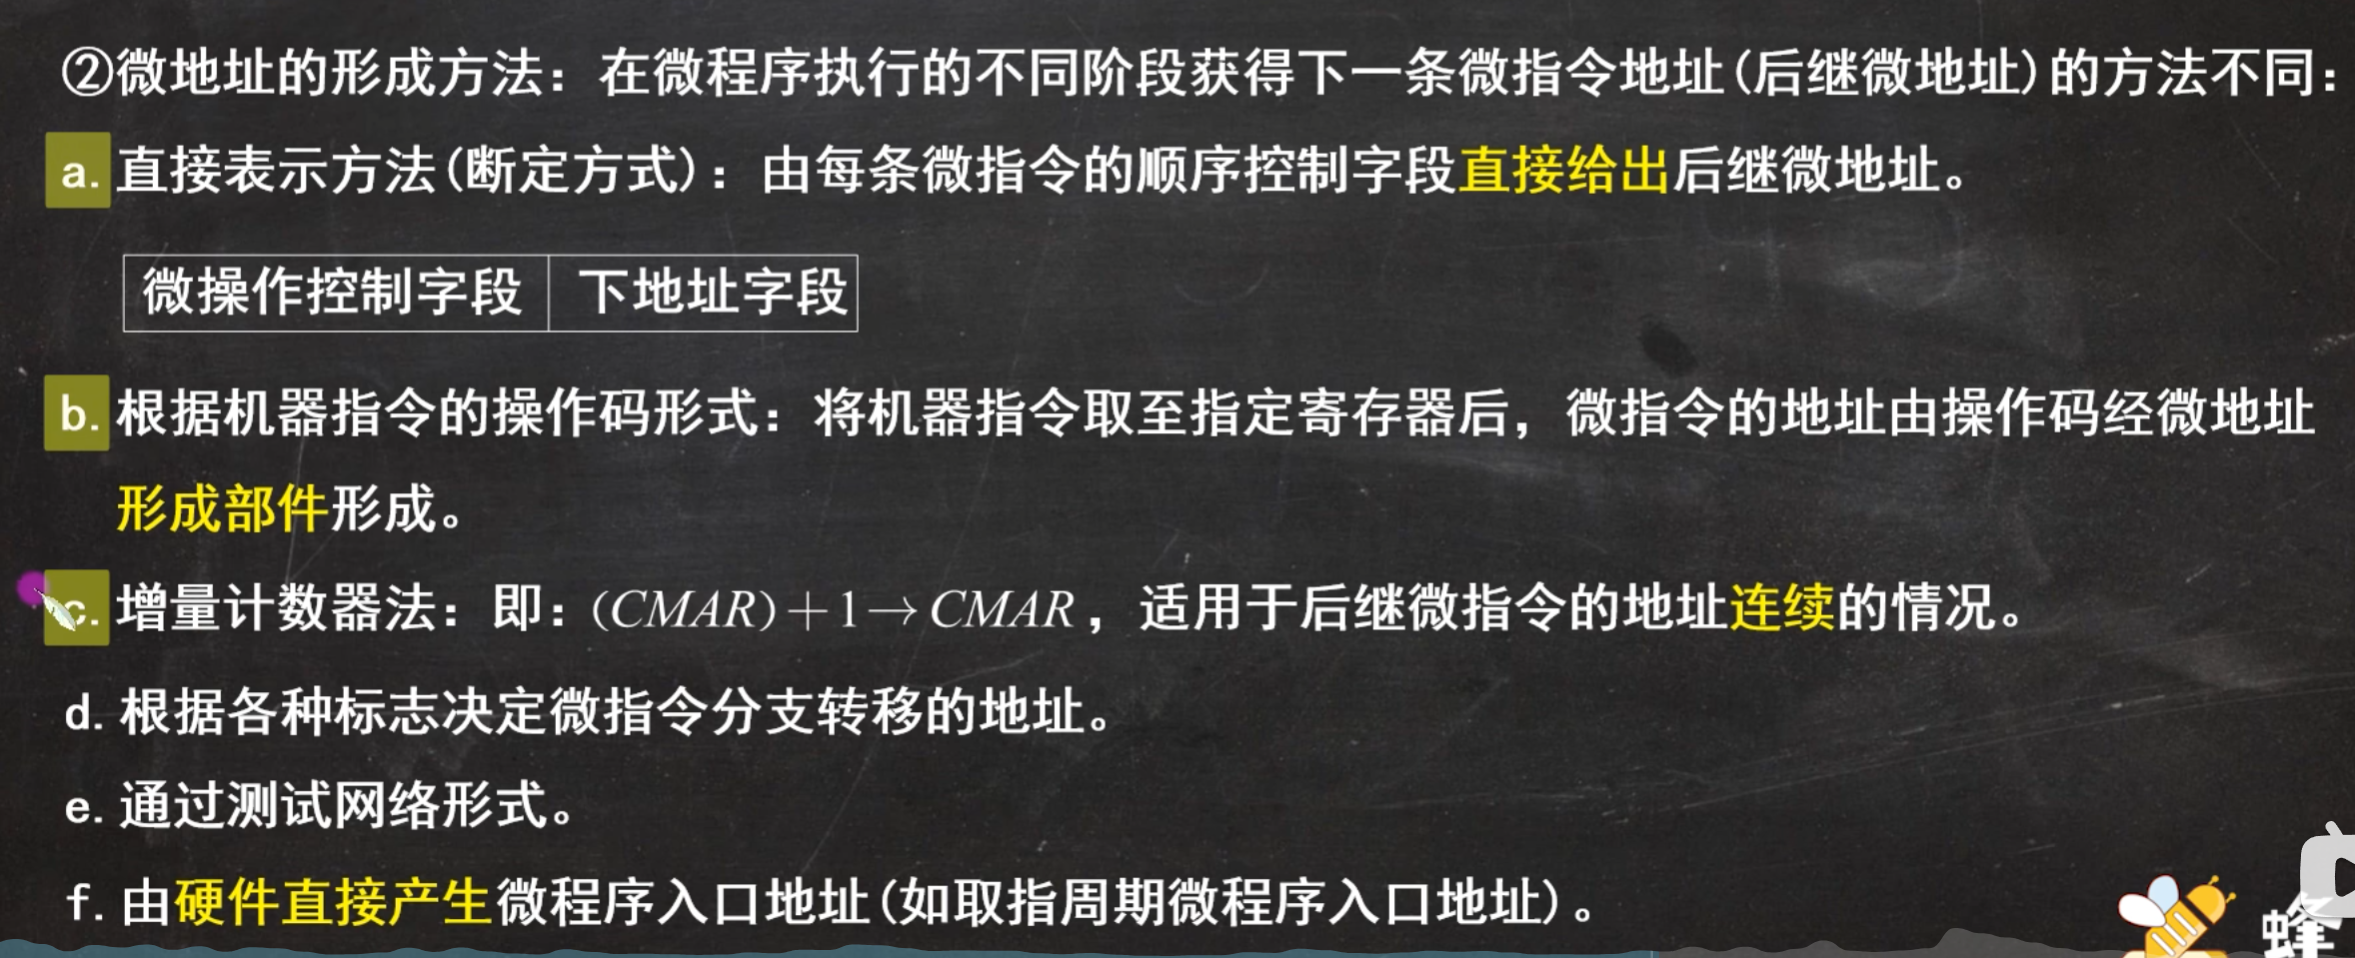 ②微地址的形成方法：在微程序执行的不同阶段获得下一条微指令地址(后继微地址)的方法不同：
a. 直接表示方法(断定方式)：由每条微指令的顺序控制字段直接给出后继微地址。
微操作控制字段 下地址字段
b. 根据机器指令的操作码形式：将机器指令取至指定寄存器后，微指令的地址由操作码经微地址
形成部件形成。
c. 增量计数器法：即：(CMAR)+1→CMAR，适用于后继微指令的地址连续的情况。
d. 根据各种标志决定微指令分支转移的地址。
e. 通过测试网络形式。
f. 由硬件直接产生微程序入口地址(如取指周期微程序入口地址)。
蜂